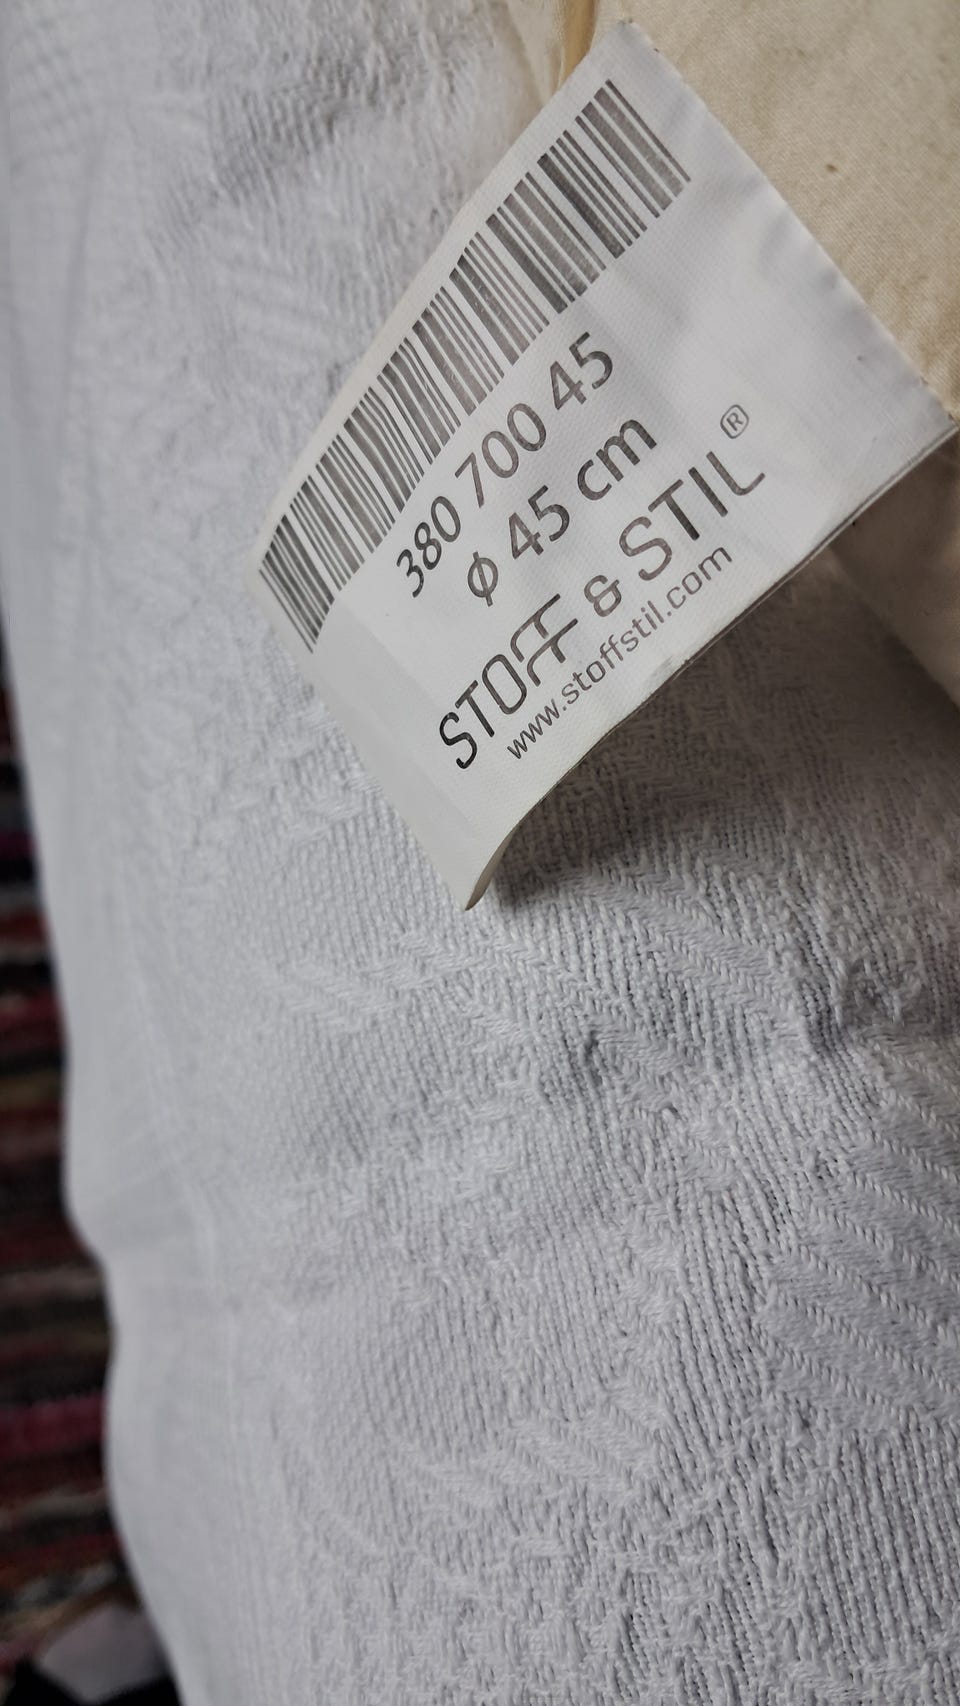 380 700 45
ϕ 45 cm
STOFF & STIL ®
www.stoffstil.com